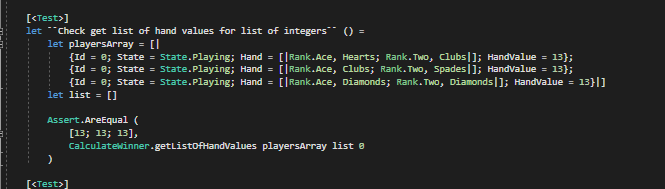 [<Test>]
let ``Check get list of hand values for list of integers`` () =
let playersArray = [|
{Id = 0; State = State.Playing; Hand = [|Rank.Ace, Hearts; Rank.Two, Clubs|]; HandValue = 13};
{Id = 0; State = State.Playing; Hand = [|Rank.Ace, Clubs; Rank.Two, Spades|]; HandValue = 13};
{Id = 0; State = State.Playing; Hand = [|Rank.Ace, Diamonds; Rank.Two, Diamonds|]; HandValue = 13}|]
let list = []
Assert.AreEqual (
[13; 13; 13],
CalculateWinner.getListOfHandValues playersArray list 0
)
[<Test>]